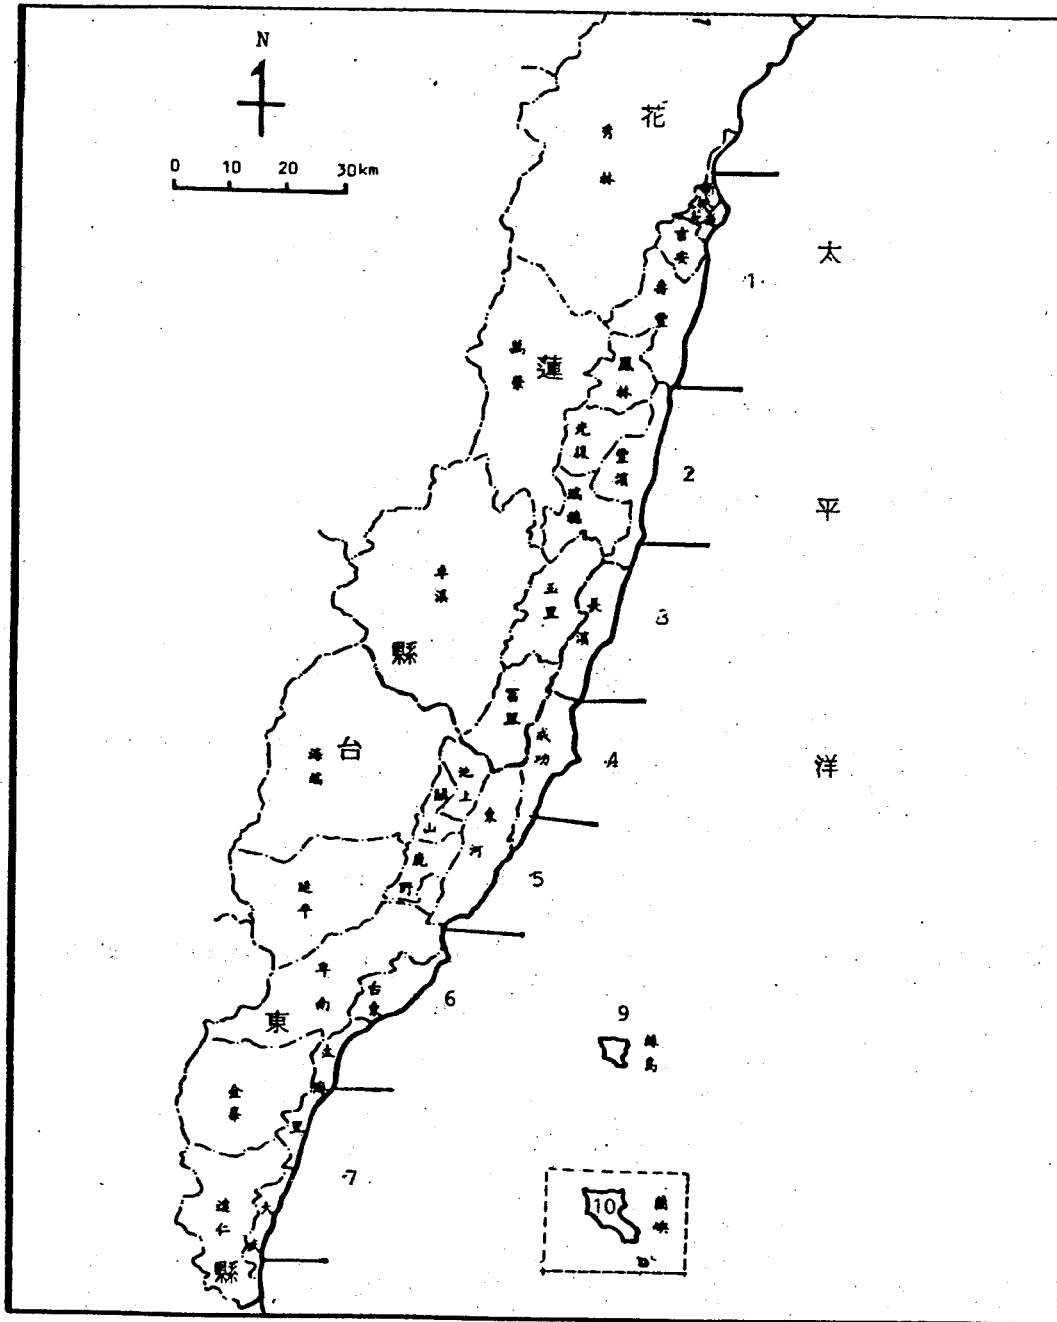 N
0 10 20 30km
花
蓮
縣
台
東
縣
太
平
洋
秀林
吉安
壽豐
鳳林
萬榮
光復
豐濱
瑞穗
卓溪
玉里
長濱
富里
成功
海端
池上
關山
東河
鹿野
延平
卑南
台東
太麻里
金峯
達仁
大武
綠島
蘭嶼
1
2
3
4
5
6
7
9
10